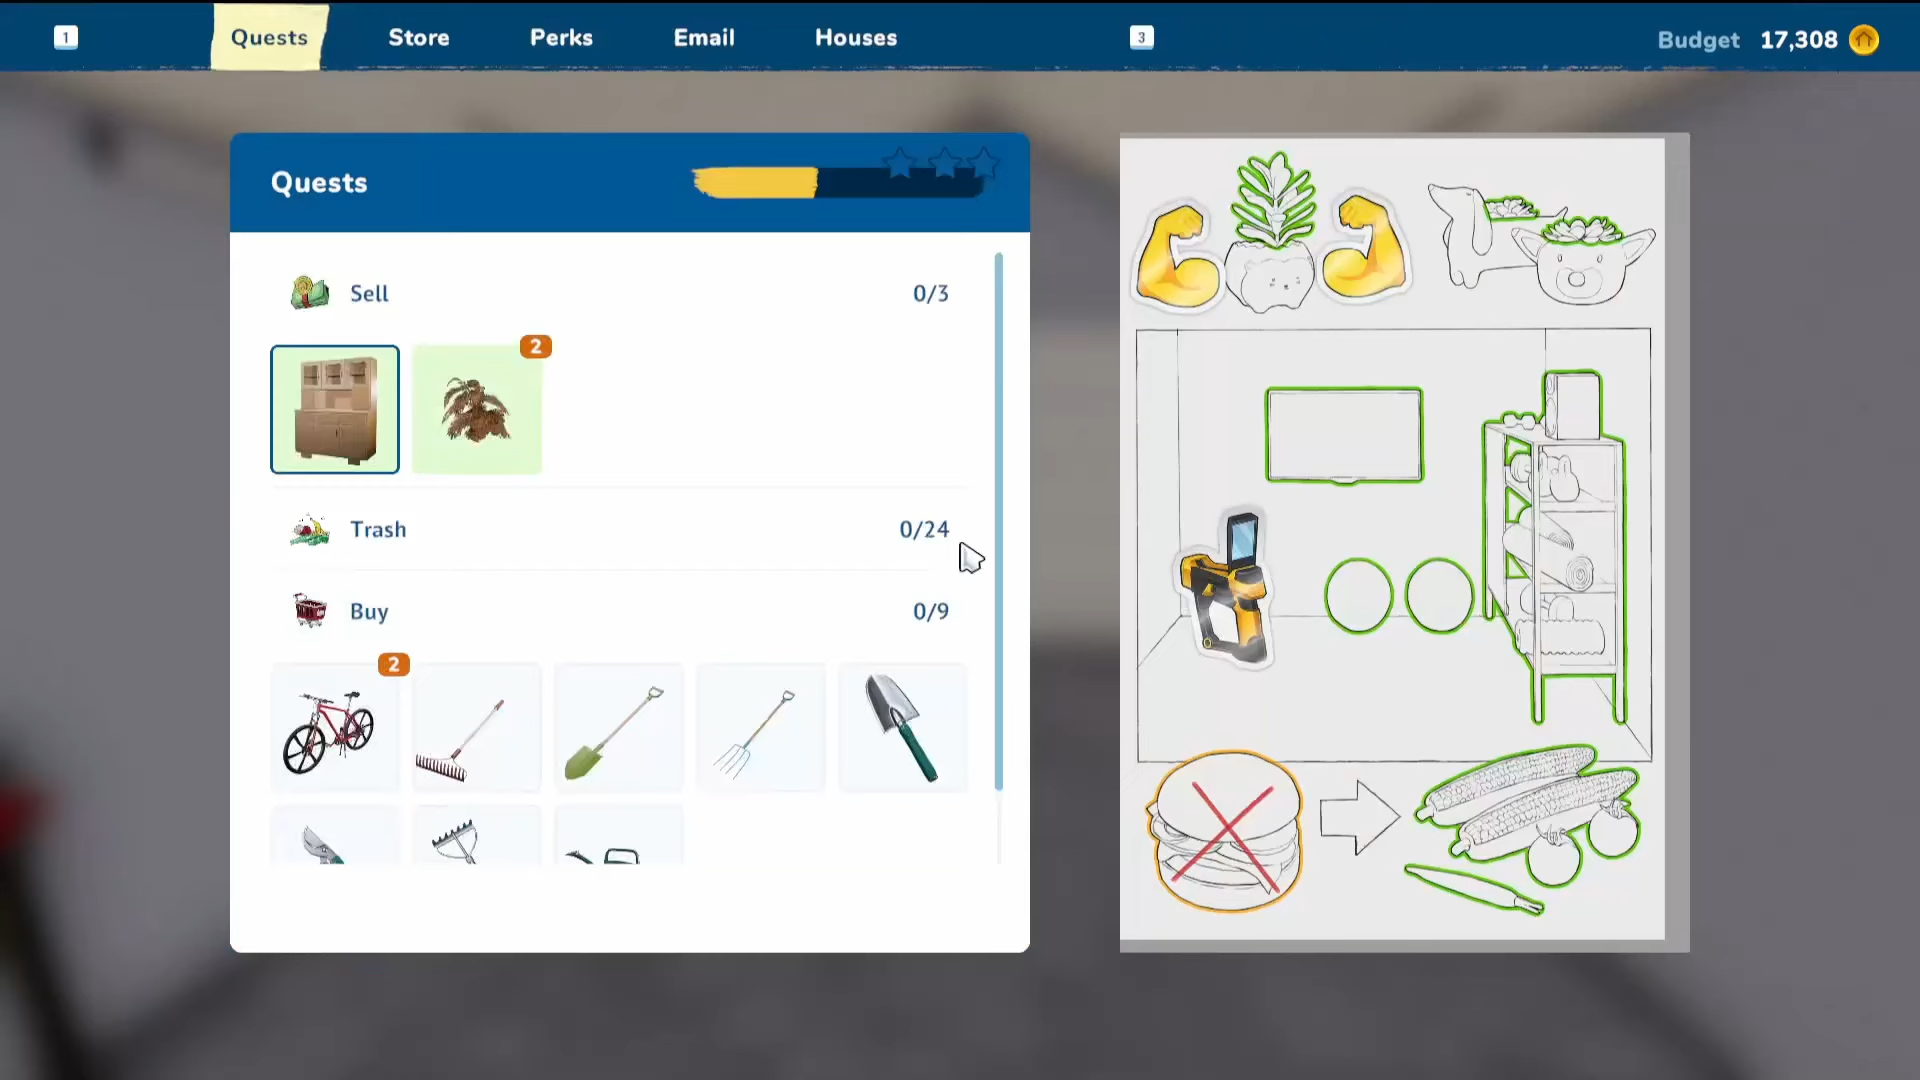 1
Quests
Store
Perks
Email
Houses
3
Budget 17,308
Quests
Sell 0/3
2
Trash 0/24
Buy 0/9
2